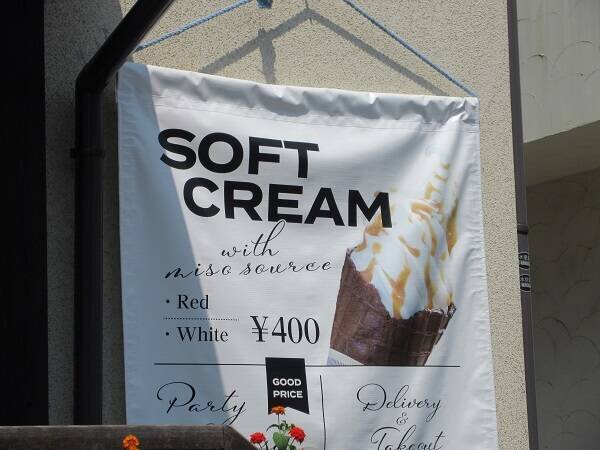 SOFT
CREAM
with
miso source
・Red
・White ¥400
GOOD
PRICE
Party
Delivery
&
Takeout